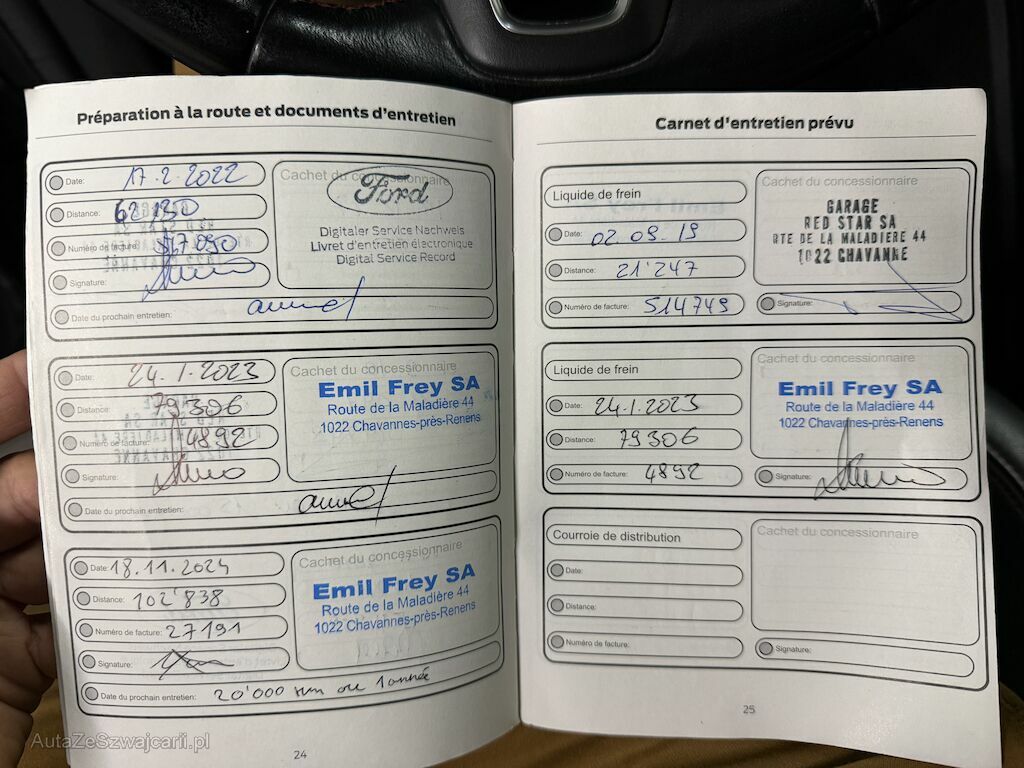 Préparation à la route et documents d'entretien
Date: 17.2.2022
Distance: 62130
Numéro de facture: 17090
Signature:
Date du prochain entretien: annuel
Cachet du concessionnaire
Ford
Digitaler Service Nachweis
Livret d'entretien électronique
Digital Service Record
Date: 24.1.2023
Distance: 79306
Numéro de facture: 4892
Signature:
Date du prochain entretien: annuel
Cachet du concessionnaire
Emil Frey SA
Route de la Maladière 44
1022 Chavannes-près-Renens
Date: 18.11.2024
Distance: 102'838
Numéro de facture: 27191
Signature:
Date du prochain entretien: 20'000 km ou 1 année
Cachet du concessionnaire
Emil Frey SA
Route de la Maladière 44
1022 Chavannes-près-Renens
24
Carnet d'entretien prévu
Liquide de frein
Date: 02.09.19
Distance: 21'247
Numéro de facture: 514749
Cachet du concessionnaire
GARAGE
RED STAR SA
RTE DE LA MALADIERE 44
1022 CHAVANNE
Signature:
Liquide de frein
Date: 24.1.2023
Distance: 79306
Numéro de facture: 4892
Cachet du concessionnaire
Emil Frey SA
Route de la Maladière 44
1022 Chavannes-près-Renens
Signature:
Courroie de distribution
Date:
Distance:
Numéro de facture:
Cachet du concessionnaire
Signature:
25
AutaZeSzwajcarii.pl